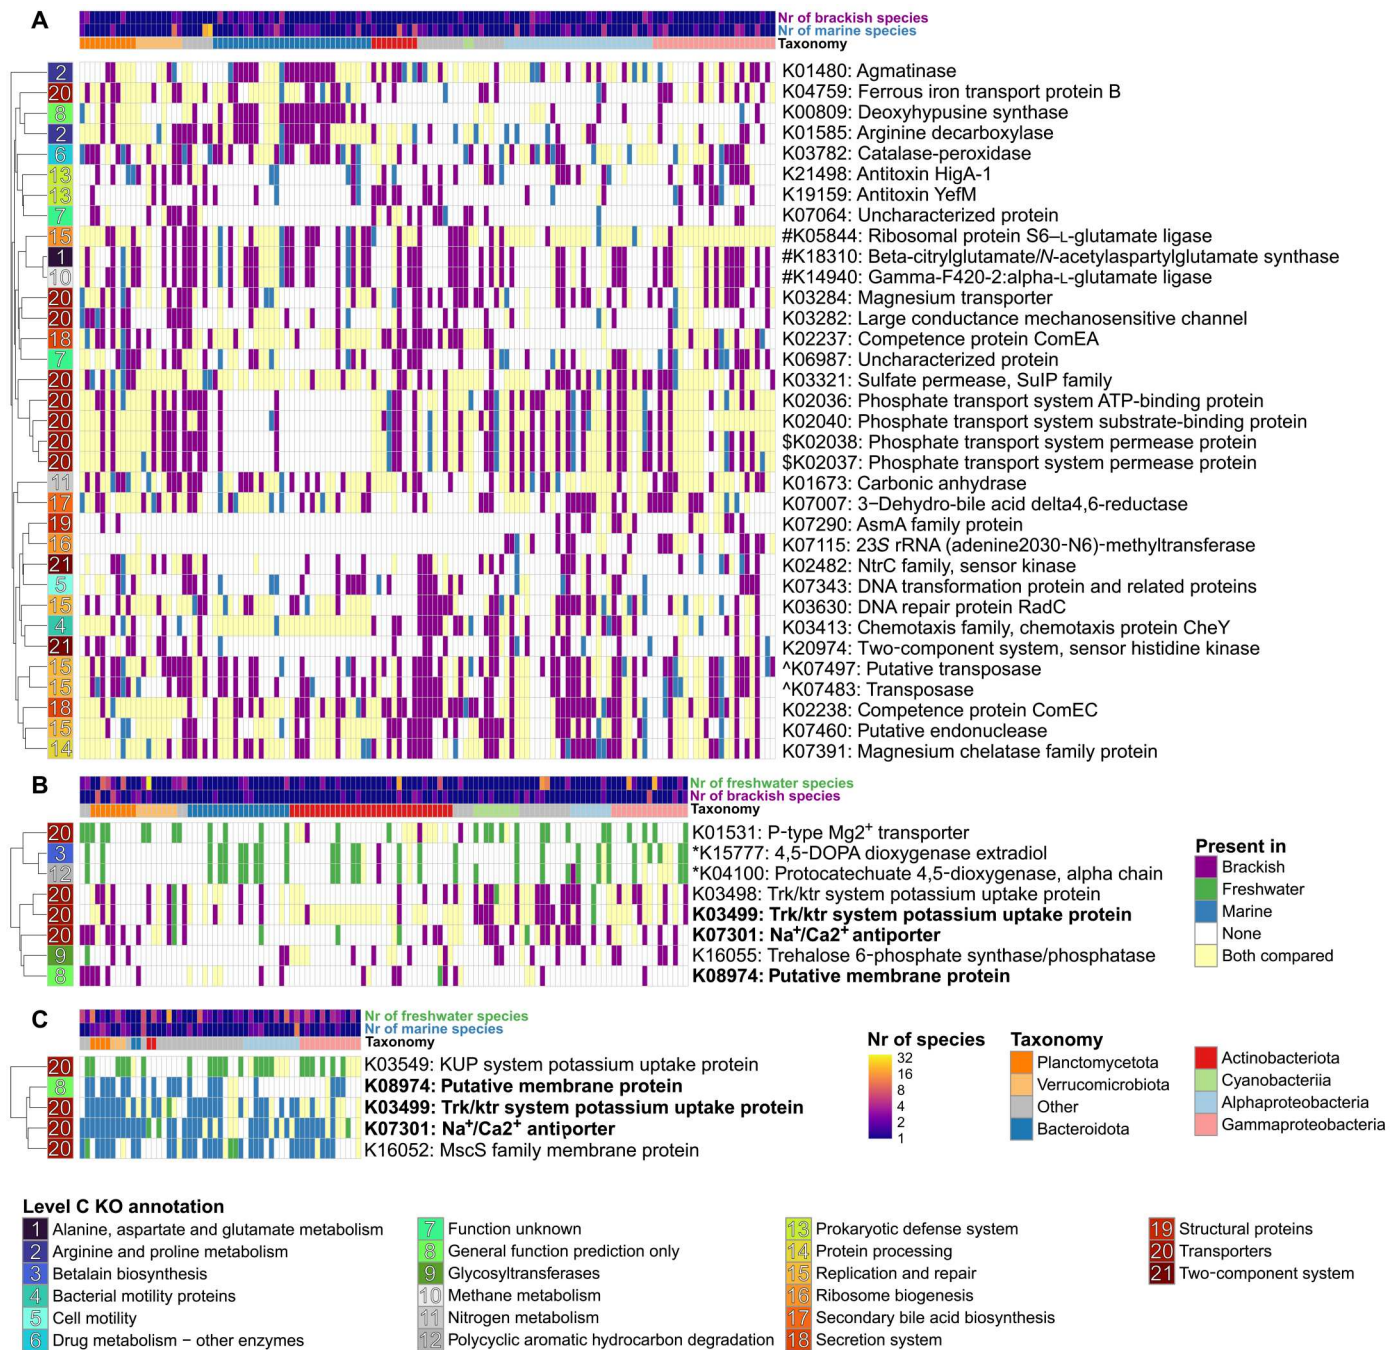 A
Nr of brackish species
Nr of marine species
Taxonomy
2 K01480: Agmatinase
20 K04759: Ferrous iron transport protein B
8 K00809: Deoxyhypusine synthase
2 K01585: Arginine decarboxylase
6 K03782: Catalase-peroxidase
13 K21498: Antitoxin HigA-1
13 K19159: Antitoxin YefM
7 K07064: Uncharacterized protein
15 #K05844: Ribosomal protein S6–L-glutamate ligase
1 #K18310: Beta-citrylglutamate/N-acetylaspartylglutamate synthase
10 #K14940: Gamma-F420-2:alpha-L-glutamate ligase
20 K03284: Magnesium transporter
20 K03282: Large conductance mechanosensitive channel
18 K02237: Competence protein ComEA
7 K06987: Uncharacterized protein
20 K03321: Sulfate permease, SulP family
20 K02036: Phosphate transport system ATP-binding protein
20 K02040: Phosphate transport system substrate-binding protein
20 $K02038: Phosphate transport system permease protein
20 $K02037: Phosphate transport system permease protein
11 K01673: Carbonic anhydrase
17 K07007: 3−Dehydro-bile acid delta4,6-reductase
19 K07290: AsmA family protein
16 K07115: 23S rRNA (adenine2030-N6)-methyltransferase
21 K02482: NtrC family, sensor kinase
5 K07343: DNA transformation protein and related proteins
15 K03630: DNA repair protein RadC
4 K03413: Chemotaxis family, chemotaxis protein CheY
21 K20974: Two-component system, sensor histidine kinase
15 ^K07497: Putative transposase
15 ^K07483: Transposase
18 K02238: Competence protein ComEC
15 K07460: Putative endonuclease
14 K07391: Magnesium chelatase family protein
B
Nr of freshwater species
Nr of brackish species
Taxonomy
20 K01531: P-type Mg2+ transporter
3 *K15777: 4,5-DOPA dioxygenase extradiol
12 *K04100: Protocatechuate 4,5-dioxygenase, alpha chain
20 K03498: Trk/ktr system potassium uptake protein
20 K03499: Trk/ktr system potassium uptake protein
20 K07301: Na+/Ca2+ antiporter
9 K16055: Trehalose 6-phosphate synthase/phosphatase
8 K08974: Putative membrane protein
Present in
Brackish
Freshwater
Marine
None
Both compared
C
Nr of freshwater species
Nr of marine species
Taxonomy
20 K03549: KUP system potassium uptake protein
8 K08974: Putative membrane protein
20 K03499: Trk/ktr system potassium uptake protein
20 K07301: Na+/Ca2+ antiporter
20 K16052: MscS family membrane protein
Nr of species
32
16
8
4
2
1
Taxonomy
Planctomycetota
Verrucomicrobiota
Other
Bacteroidota
Actinobacteriota
Cyanobacteriia
Alphaproteobacteria
Gammaproteobacteria
Level C KO annotation
1 Alanine, aspartate and glutamate metabolism
2 Arginine and proline metabolism
3 Betalain biosynthesis
4 Bacterial motility proteins
5 Cell motility
6 Drug metabolism − other enzymes
7 Function unknown
8 General function prediction only
9 Glycosyltransferases
10 Methane metabolism
11 Nitrogen metabolism
12 Polycyclic aromatic hydrocarbon degradation
13 Prokaryotic defense system
14 Protein processing
15 Replication and repair
16 Ribosome biogenesis
17 Secondary bile acid biosynthesis
18 Secretion system
19 Structural proteins
20 Transporters
21 Two-component system